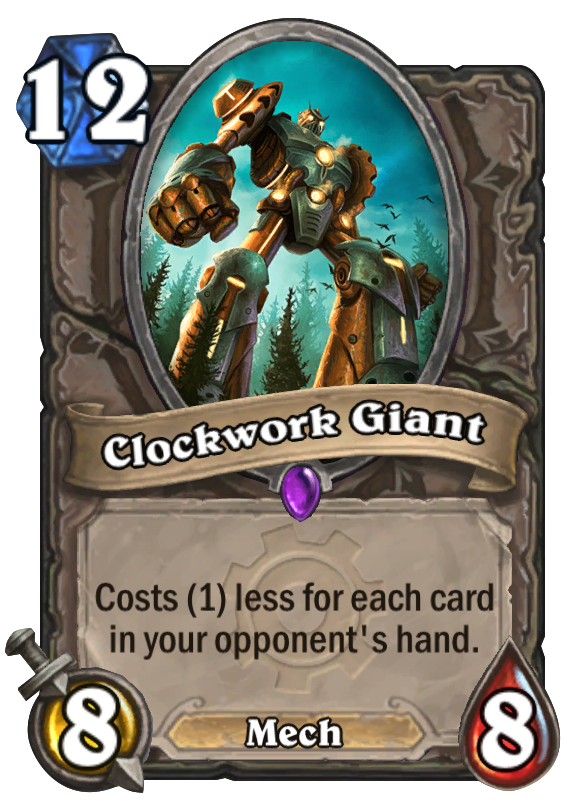 12
Clockwork Giant
Costs (1) less for each card
in your opponent's hand.
8
Mech
8